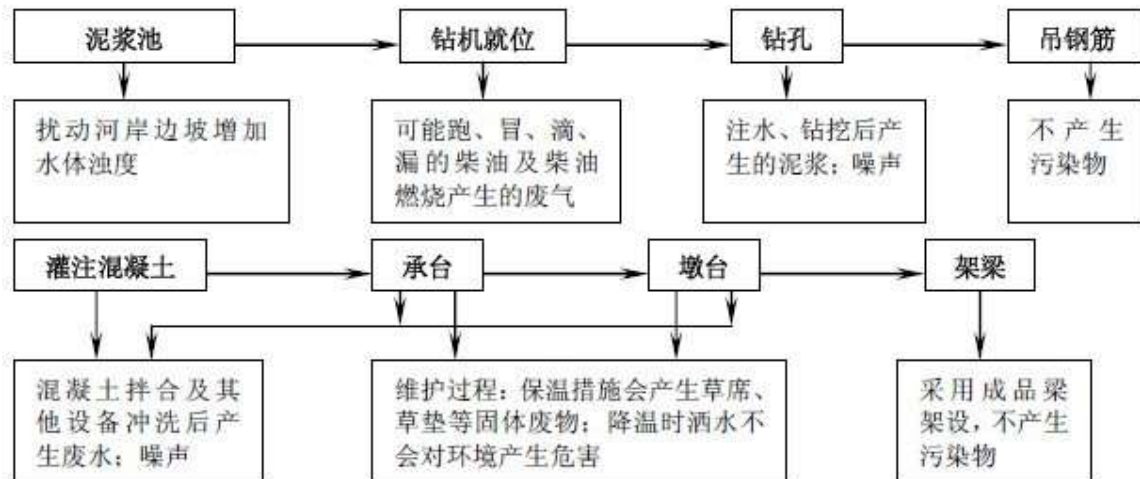 泥浆池
钻机就位
钻孔
吊钢筋
扰动河岸边坡增加
水体浊度
可能跑、冒、滴、
漏的柴油及柴油
燃烧产生的废气
注水、钻挖后产
生的泥浆；噪声
不产生
污染物
灌注混凝土
承台
墩台
架梁
混凝土拌合及其
他设备冲洗后产
生废水；噪声
维护过程：保温措施会产生草席、
草垫等固体废物；降温时洒水不
会对环境产生危害
采用成品梁
架设，不产生
污染物